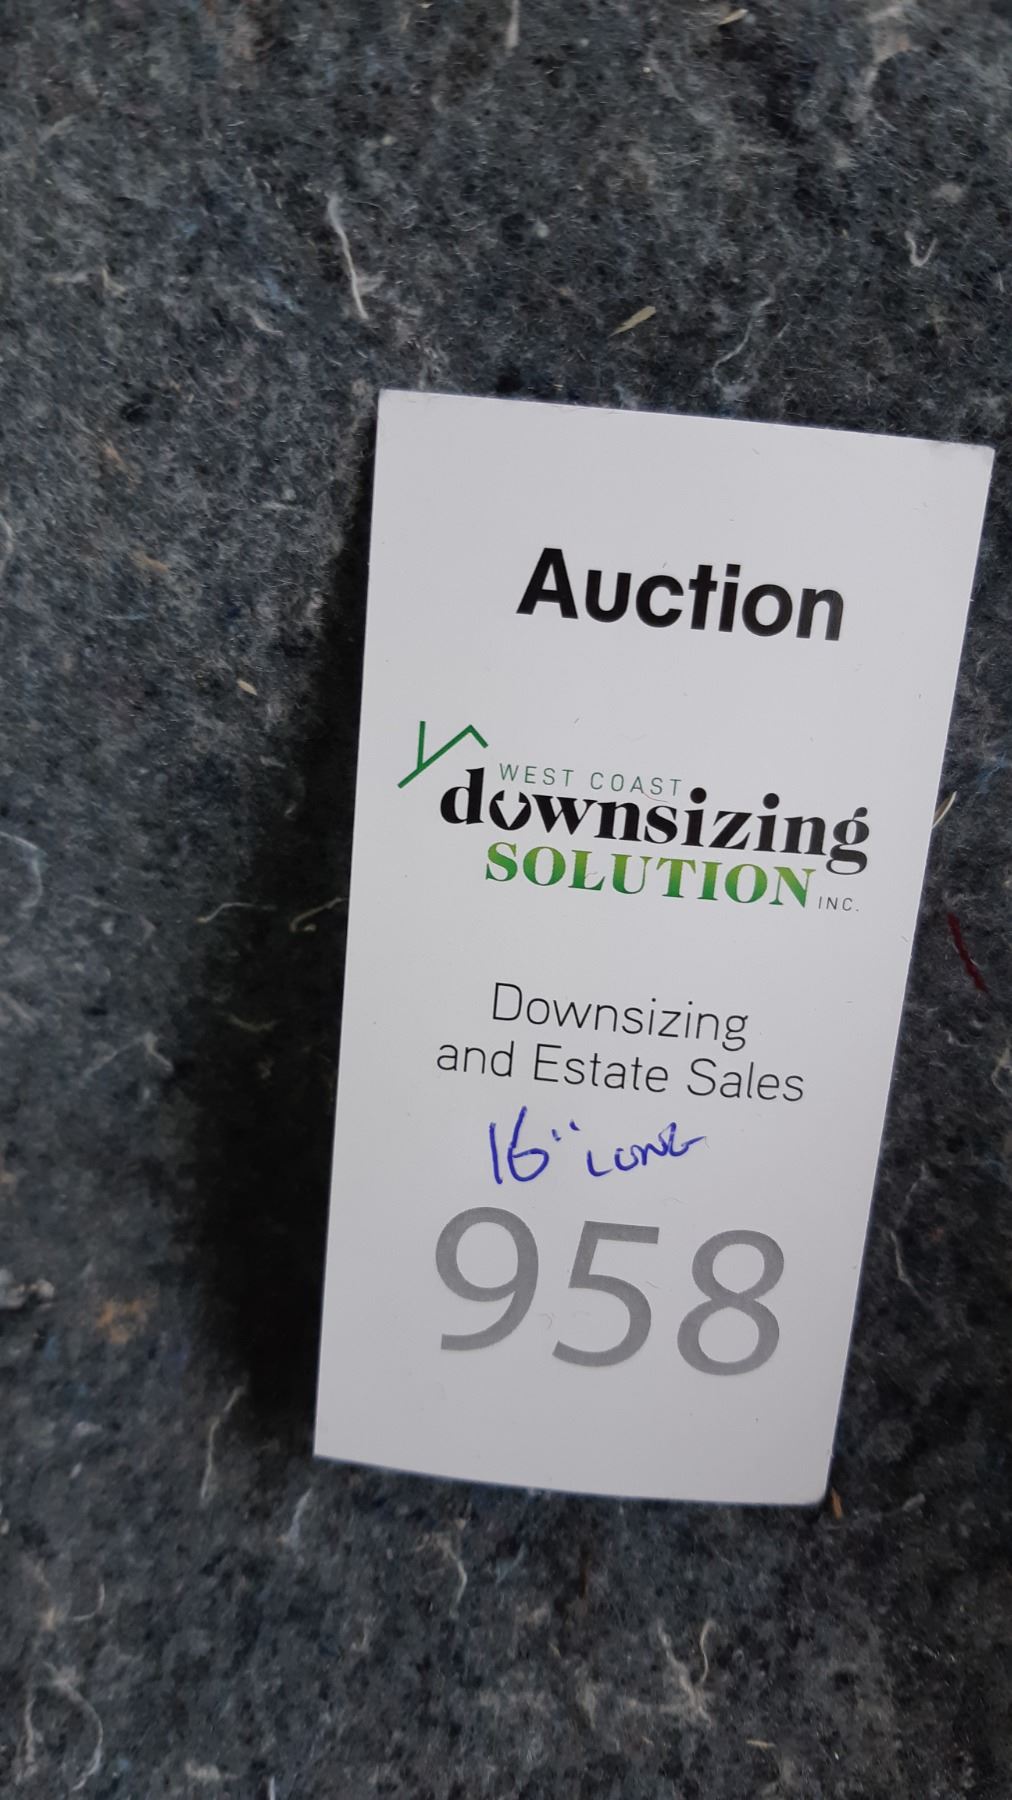 Auction
WEST COAST
downsizing
SOLUTION INC.
Downsizing
and Estate Sales
16" LONG
958